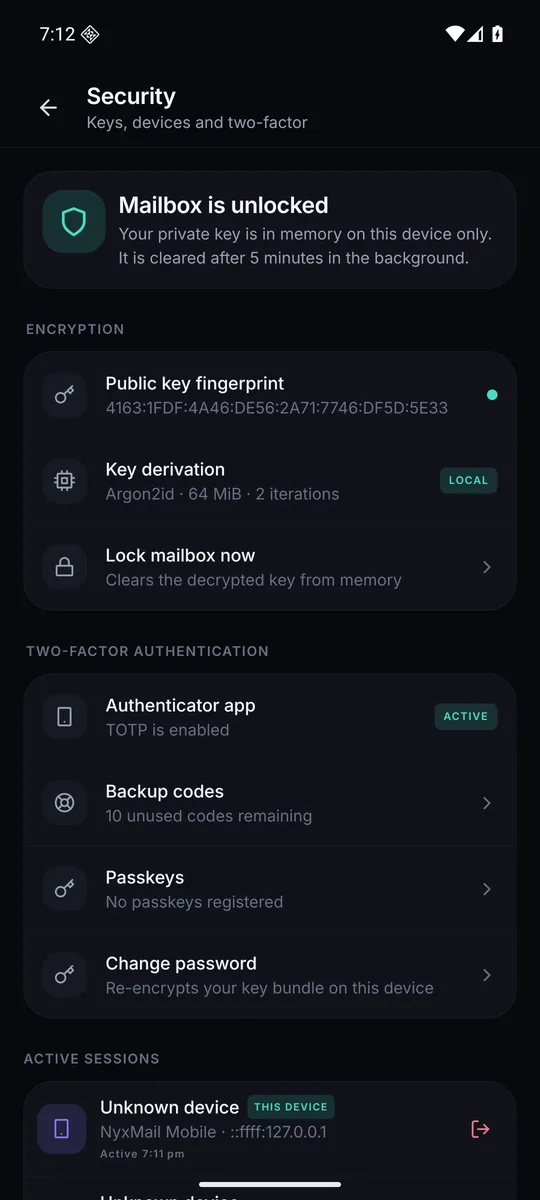 7:12
Security
Keys, devices and two-factor
Mailbox is unlocked
Your private key is in memory on this device only.
It is cleared after 5 minutes in the background.
ENCRYPTION
Public key fingerprint
4163:1FDF:4A46:DE56:2A71:7746:DF5D:5E33
Key derivation
Argon2id · 64 MiB · 2 iterations
LOCAL
Lock mailbox now
Clears the decrypted key from memory
TWO-FACTOR AUTHENTICATION
Authenticator app
TOTP is enabled
ACTIVE
Backup codes
10 unused codes remaining
Passkeys
No passkeys registered
Change password
Re-encrypts your key bundle on this device
ACTIVE SESSIONS
Unknown device THIS DEVICE
NyxMail Mobile · ::ffff:127.0.0.1
Active 7:11 pm
Unknown device